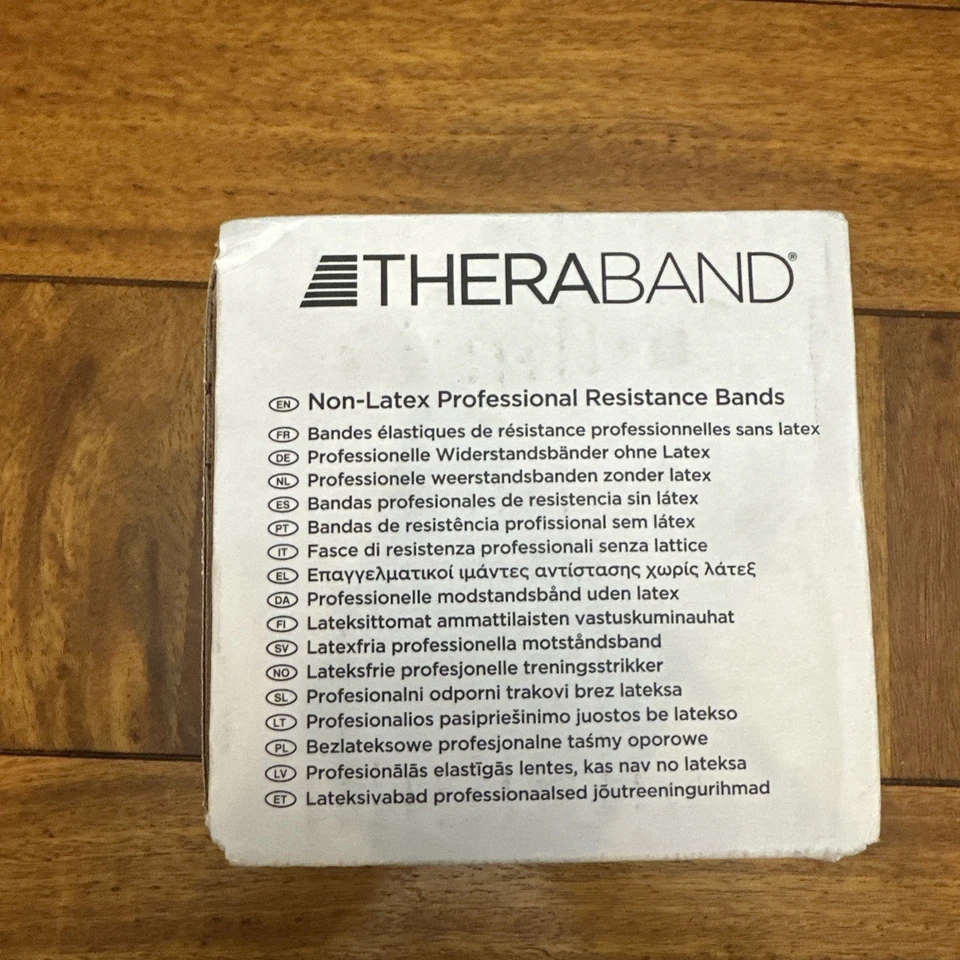 THERABAND®
EN Non-Latex Professional Resistance Bands
FR Bandes élastiques de résistance professionnelles sans latex
DE Professionelle Widerstandsbänder ohne Latex
NL Professionele weerstandsbanden zonder latex
ES Bandas profesionales de resistencia sin látex
PT Bandas de resistência profissional sem látex
IT Fasce di resistenza professionali senza lattice
EL Επαγγελματικοί ιμάντες αντίστασης χωρίς λάτεξ
DA Professionelle modstandsbånd uden latex
FI Lateksittomat ammattilaisten vastuskuminauhat
SV Latexfria professionella motståndsband
NO Lateksfrie profesjonelle treningsstrikker
SL Profesionalni odporni trakovi brez lateksa
LT Profesionalios pasipriešinimo juostos be latekso
PL Bezlateksowe profesjonalne taśmy oporowe
LV Profesionālās elastīgās lentes, kas nav no lateksa
ET Lateksivabad professionaalsed jõutreeningurihmad